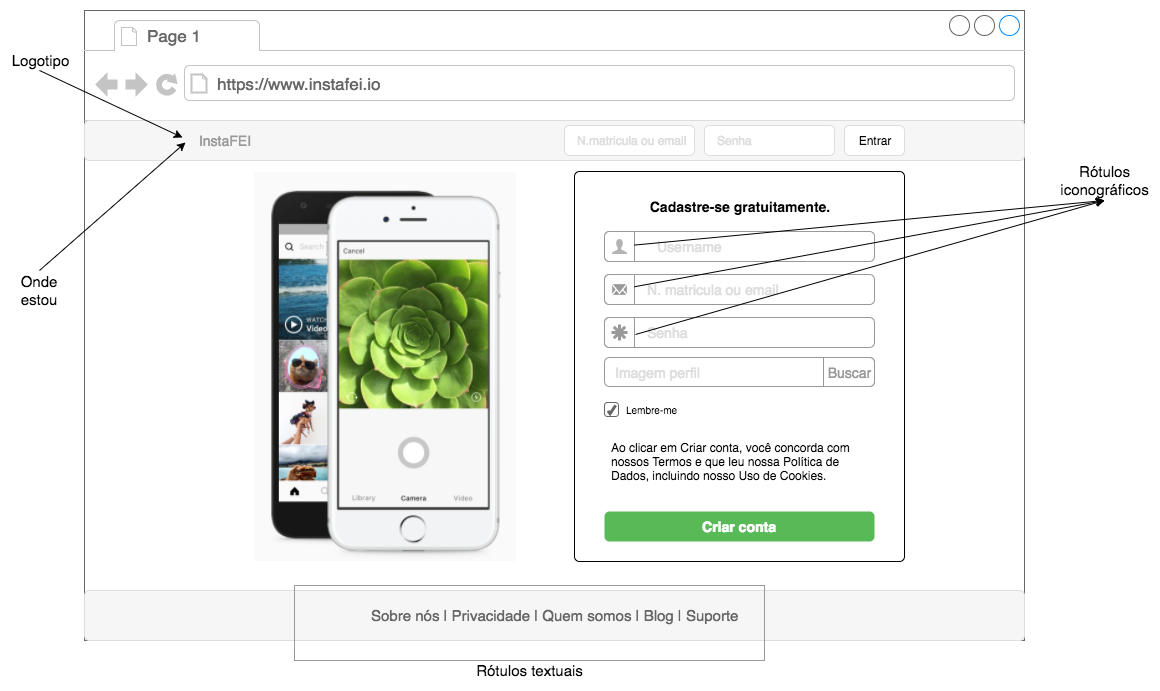 Page 1
Logotipo
https://www.instafei.io
InstaFEI
N.matricula ou email
Senha
Entrar
Rótulos
iconográficos
Cadastre-se gratuitamente.
Username
Search
Cancel
Onde
estou
N. matricula ou email
WATCH
Video
Senha
Imagem perfil
Buscar
Lembre-me
Ao clicar em Criar conta, você concorda com
nossos Termos e que leu nossa Política de
Dados, incluindo nosso Uso de Cookies.
Library
Camera
Video
Criar conta
Sobre nós | Privacidade | Quem somos | Blog | Suporte
Rótulos textuais